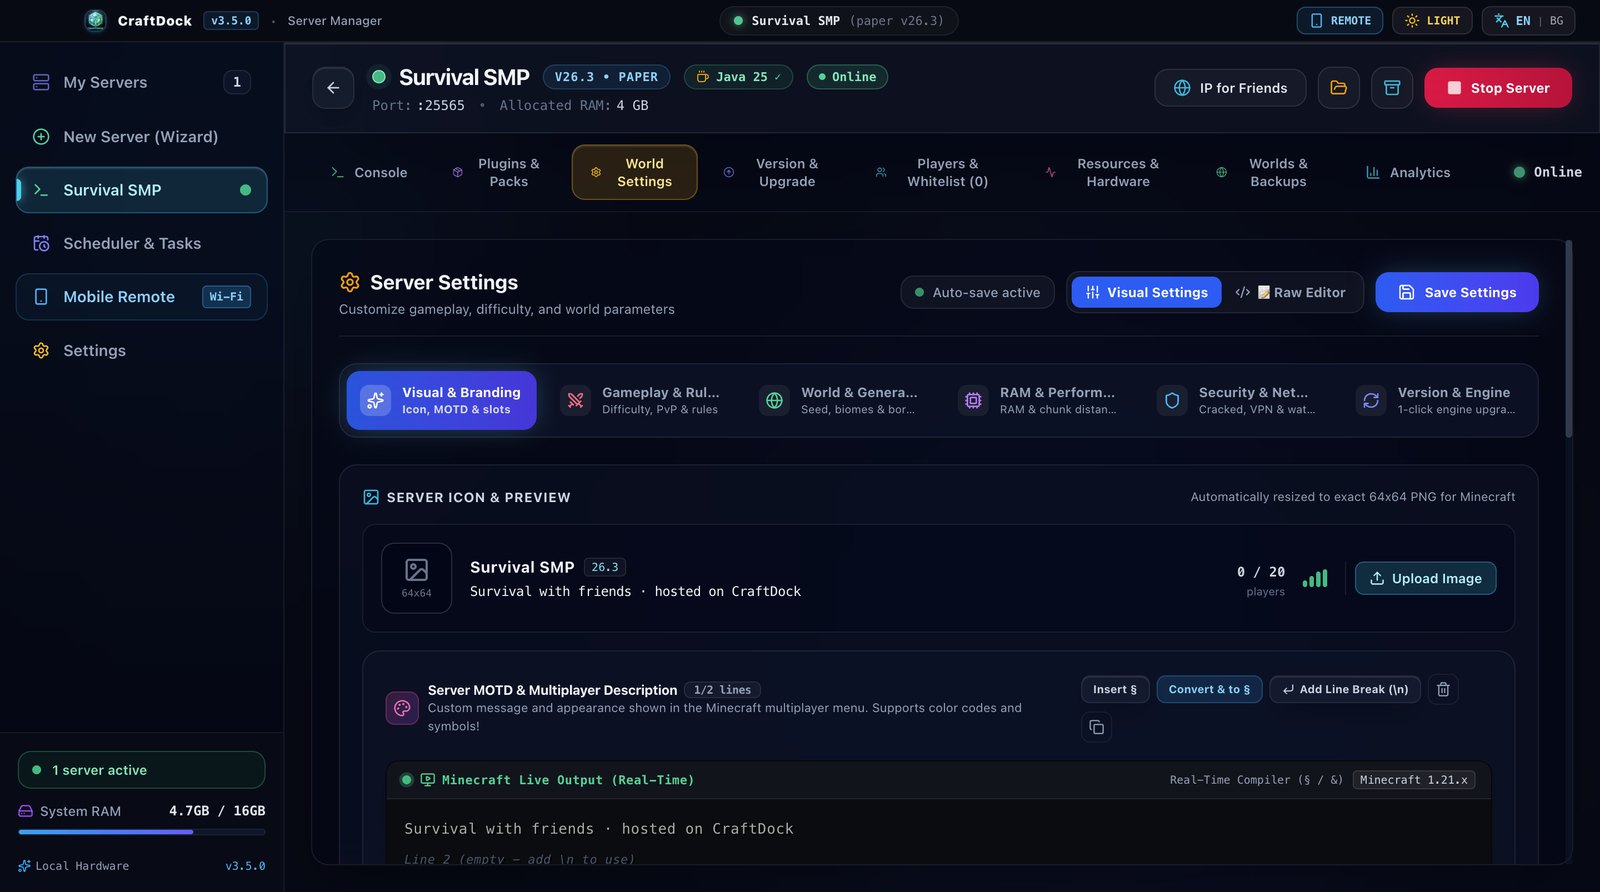 CraftDock v3.5.0 · Server Manager
Survival SMP (paper v26.3)
REMOTE
LIGHT
EN | BG
My Servers 1
New Server (Wizard)
Survival SMP
Scheduler & Tasks
Mobile Remote Wi-Fi
Settings
1 server active
System RAM 4.7GB / 16GB
Local Hardware v3.5.0
Survival SMP V26.3 • PAPER Java 25 ✓ Online
Port: :25565 • Allocated RAM: 4 GB
IP for Friends
Stop Server
Console
Plugins &
Packs
World
Settings
Version &
Upgrade
Players &
Whitelist (0)
Resources &
Hardware
Worlds &
Backups
Analytics
Online
Server Settings
Customize gameplay, difficulty, and world parameters
Auto-save active
Visual Settings
</> 📝 Raw Editor
Save Settings
Visual & Branding
Icon, MOTD & slots
Gameplay & Rul...
Difficulty, PvP & rules
World & Genera...
Seed, biomes & bor...
RAM & Perform...
RAM & chunk distan...
Security & Net...
Cracked, VPN & wat...
Version & Engine
1-click engine upgra...
SERVER ICON & PREVIEW
Automatically resized to exact 64x64 PNG for Minecraft
64x64
Survival SMP 26.3
Survival with friends · hosted on CraftDock
0 / 20
players
Upload Image
Server MOTD & Multiplayer Description 1/2 lines
Custom message and appearance shown in the Minecraft multiplayer menu. Supports color codes and
symbols!
Insert §
Convert & to §
Add Line Break (\n)
Minecraft Live Output (Real-Time)
Real-Time Compiler (§ / &) Minecraft 1.21.x
Survival with friends · hosted on CraftDock
Line 2 (empty – add \n to use)